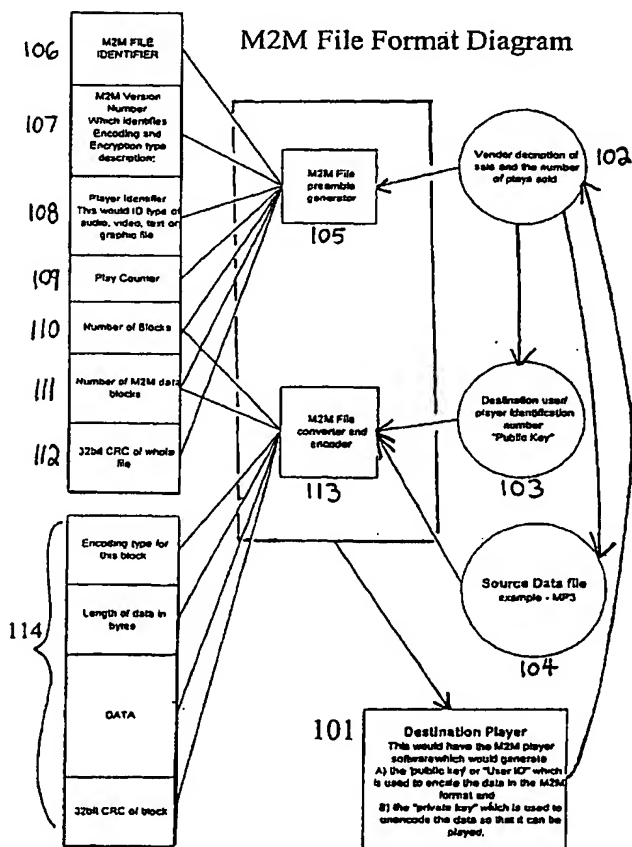 M2M File Format Diagram
106
M2M FILE
IDENTIFIER
107
M2M Version
Number
Which identifies
Encoding and
Encryption type
description:
108
Player Identifier
This would ID type of
audio, video, text or
graphic file
109
Play Counter
110
Number of Blocks
111
Number of M2M data
blocks
112
32bit CRC of whole
file
114
Encoding type for
this block
Length of data in
bytes
DATA
32bit CRC of block
M2M File
preamble
generator
105
M2M File
converter and
encoder
113
Vendor decription of
sale and the number
of plays sold
102
Destination user/
player identification
number
"Public Key"
103
Source Data file
example - MP3
104
101
Destination Player
This would have the M2M player
softwarewhich would generate
A) the 'public key' or "User ID" which
is used to encode the data in the M2M
format and
B) the "private key" which is used to
unencode the data so that it can be
played.